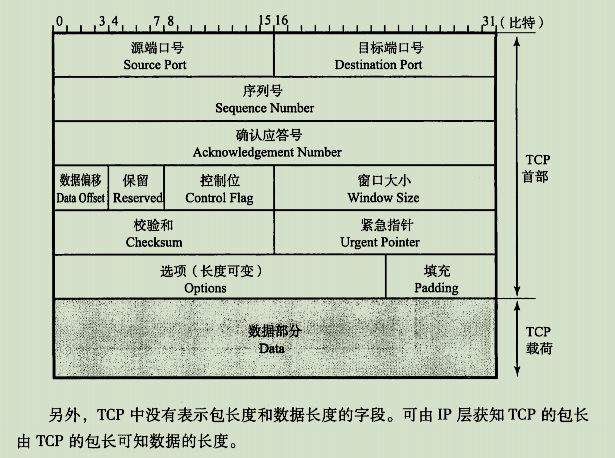 0 3 4 7 8 15 16 31 (比特)
源端口号 目标端口号
Source Port Destination Port
序列号
Sequence Number
确认应答号
Acknowledgement Number
数据偏移 保留 控制位 窗口大小
Data Offset Reserved Control Flag Window Size
校验和 紧急指针
Checksum Urgent Pointer
选项（长度可变） 填充
Options Padding
TCP
首部
数据部分
Data
TCP
载荷
另外，TCP 中没有表示包长度和数据长度的字段。可由 IP 层获知 TCP 的包长
由 TCP 的包长可知数据的长度。